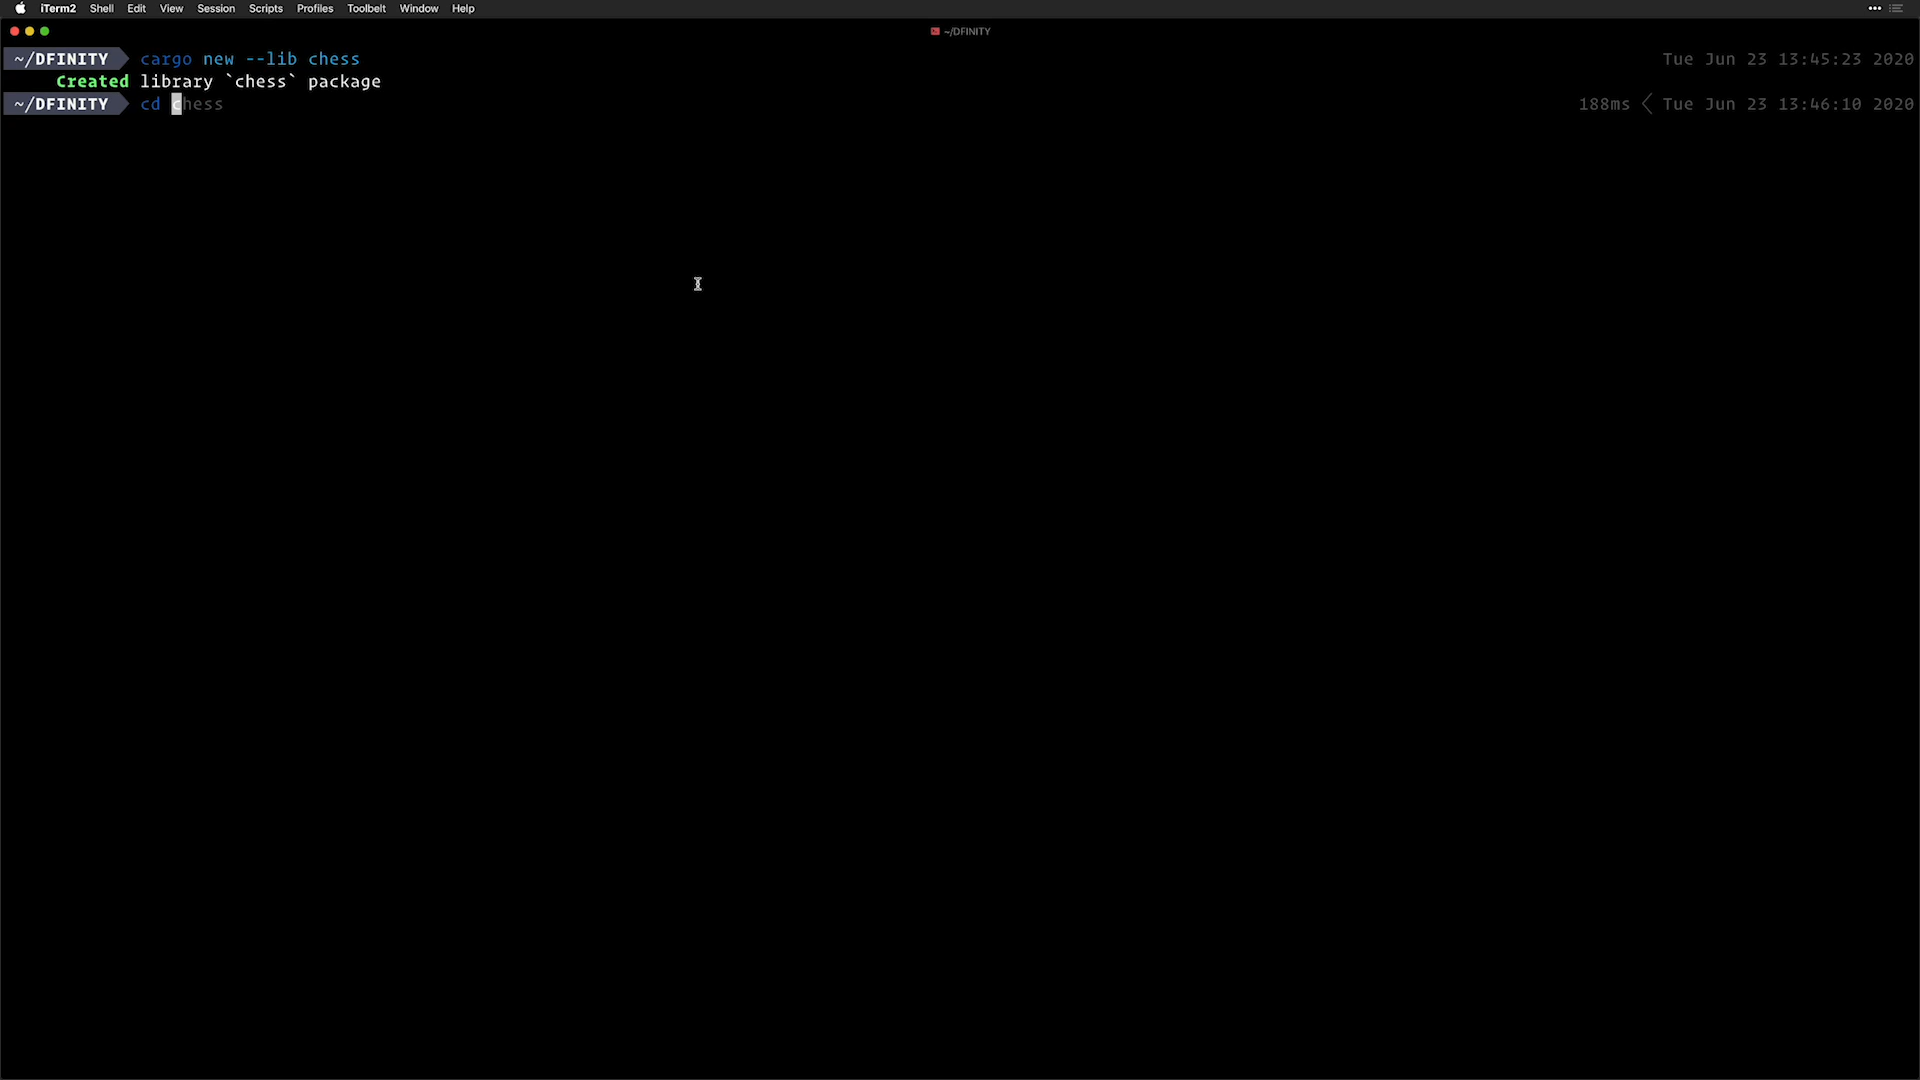 iTerm2 Shell Edit View Session Scripts Profiles Toolbelt Window Help
~/DFINITY
~/DFINITY cargo new --lib chess Tue Jun 23 13:45:23 2020
Created library `chess` package
~/DFINITY cd chess 188ms Tue Jun 23 13:46:10 2020